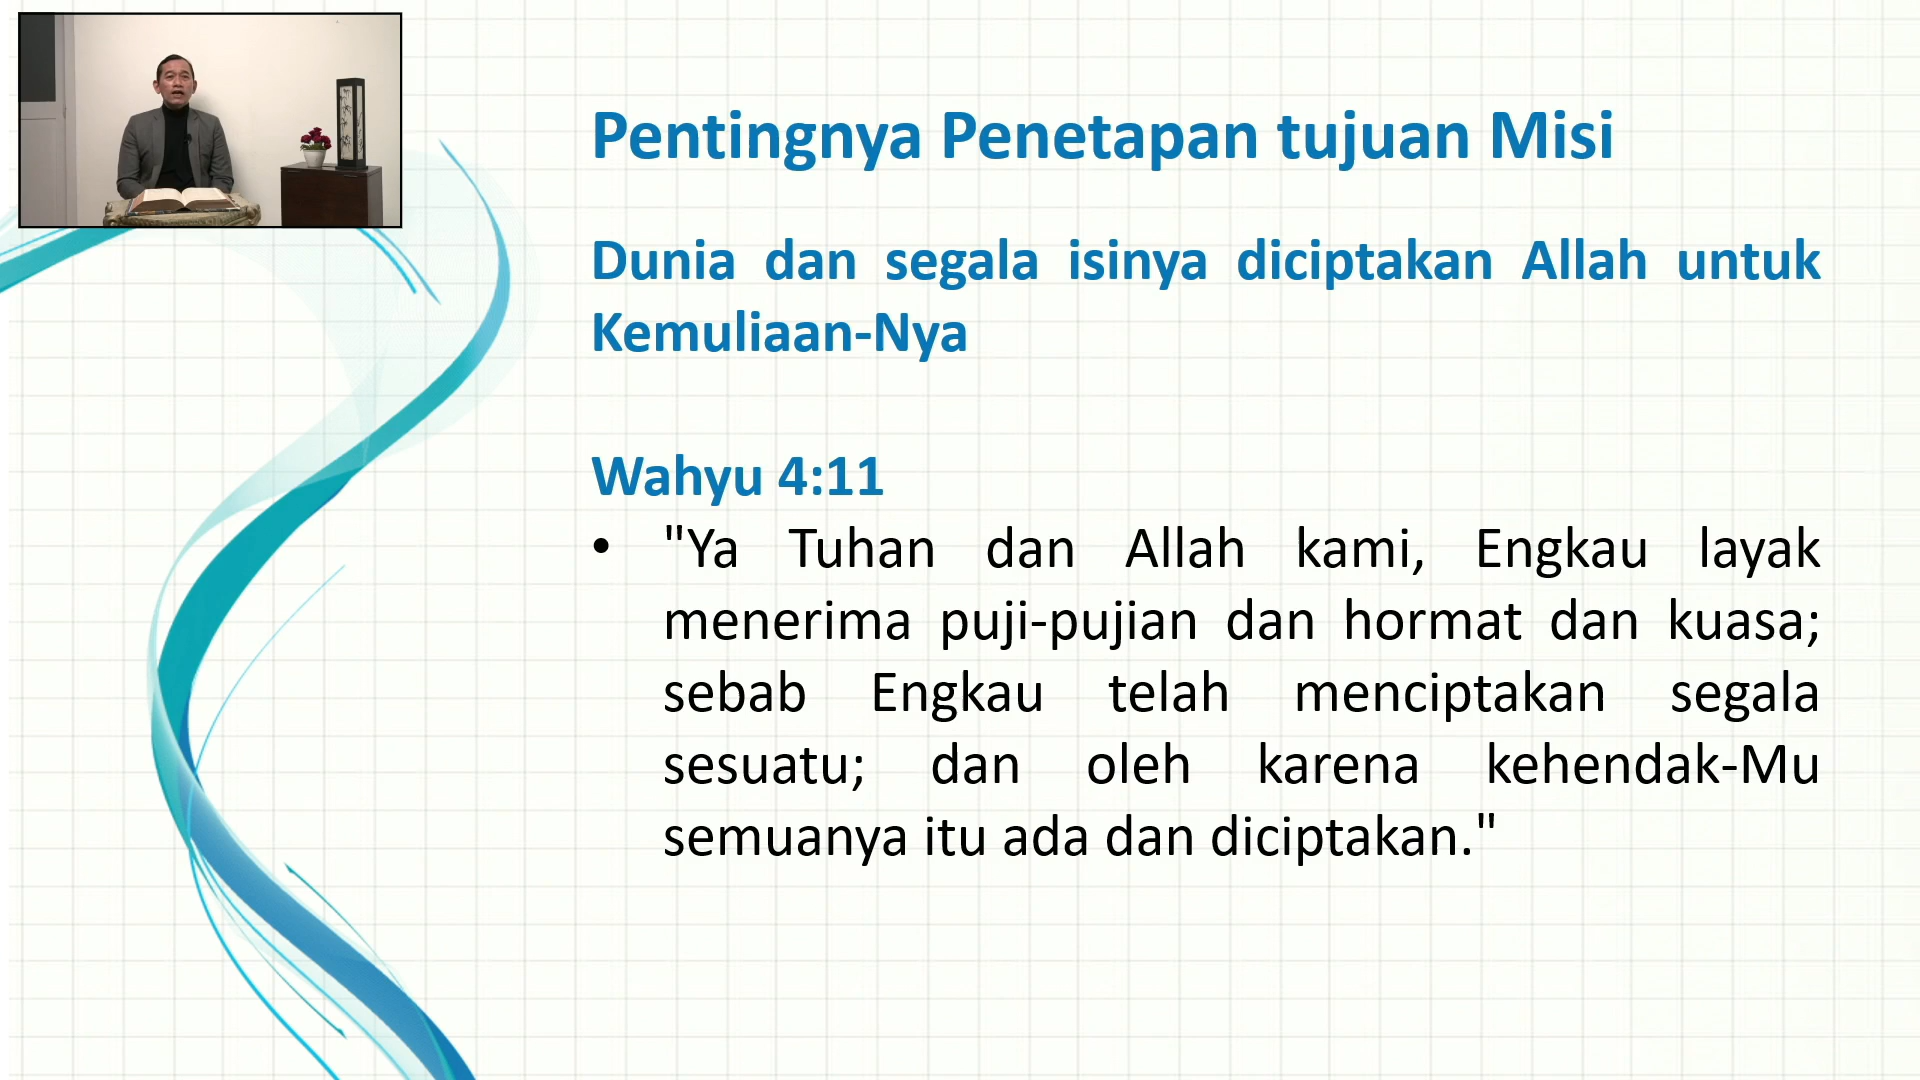 Pentingnya Penetapan tujuan Misi
Dunia dan segala isinya diciptakan Allah untuk
Kemuliaan-Nya
Wahyu 4:11
• "Ya Tuhan dan Allah kami, Engkau layak
menerima puji-pujian dan hormat dan kuasa;
sebab Engkau telah menciptakan segala
sesuatu; dan oleh karena kehendak-Mu
semuanya itu ada dan diciptakan."